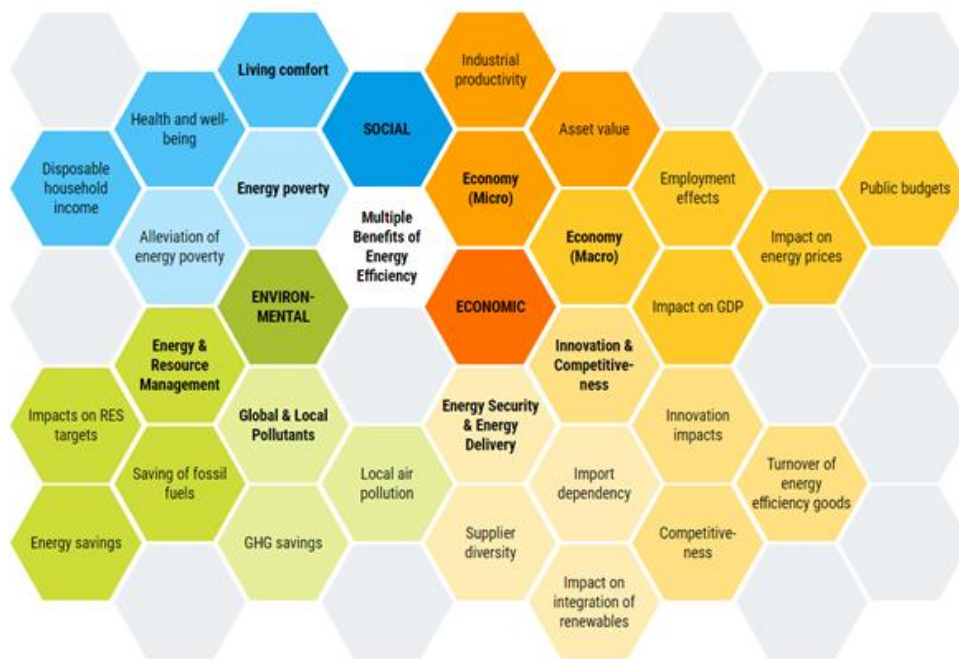 Living comfort
Industrial
productivity
Health and well-
being
SOCIAL
Asset value
Disposable
household
income
Energy poverty
Economy
(Micro)
Employment
effects
Public budgets
Alleviation of
energy poverty
Multiple
Benefits of
Energy
Efficiency
Economy
(Macro)
Impact on
energy prices
ENVIRON-
MENTAL
ECONOMIC
Impact on GDP
Energy &
Resource
Management
Innovation &
Competitive-
ness
Impacts on RES
targets
Global & Local
Pollutants
Energy Security
& Energy
Delivery
Innovation
impacts
Saving of fossil
fuels
Local air
pollution
Import
dependency
Turnover of
energy
efficiency goods
Energy savings
GHG savings
Supplier
diversity
Competitive-
ness
Impact on
integration of
renewables